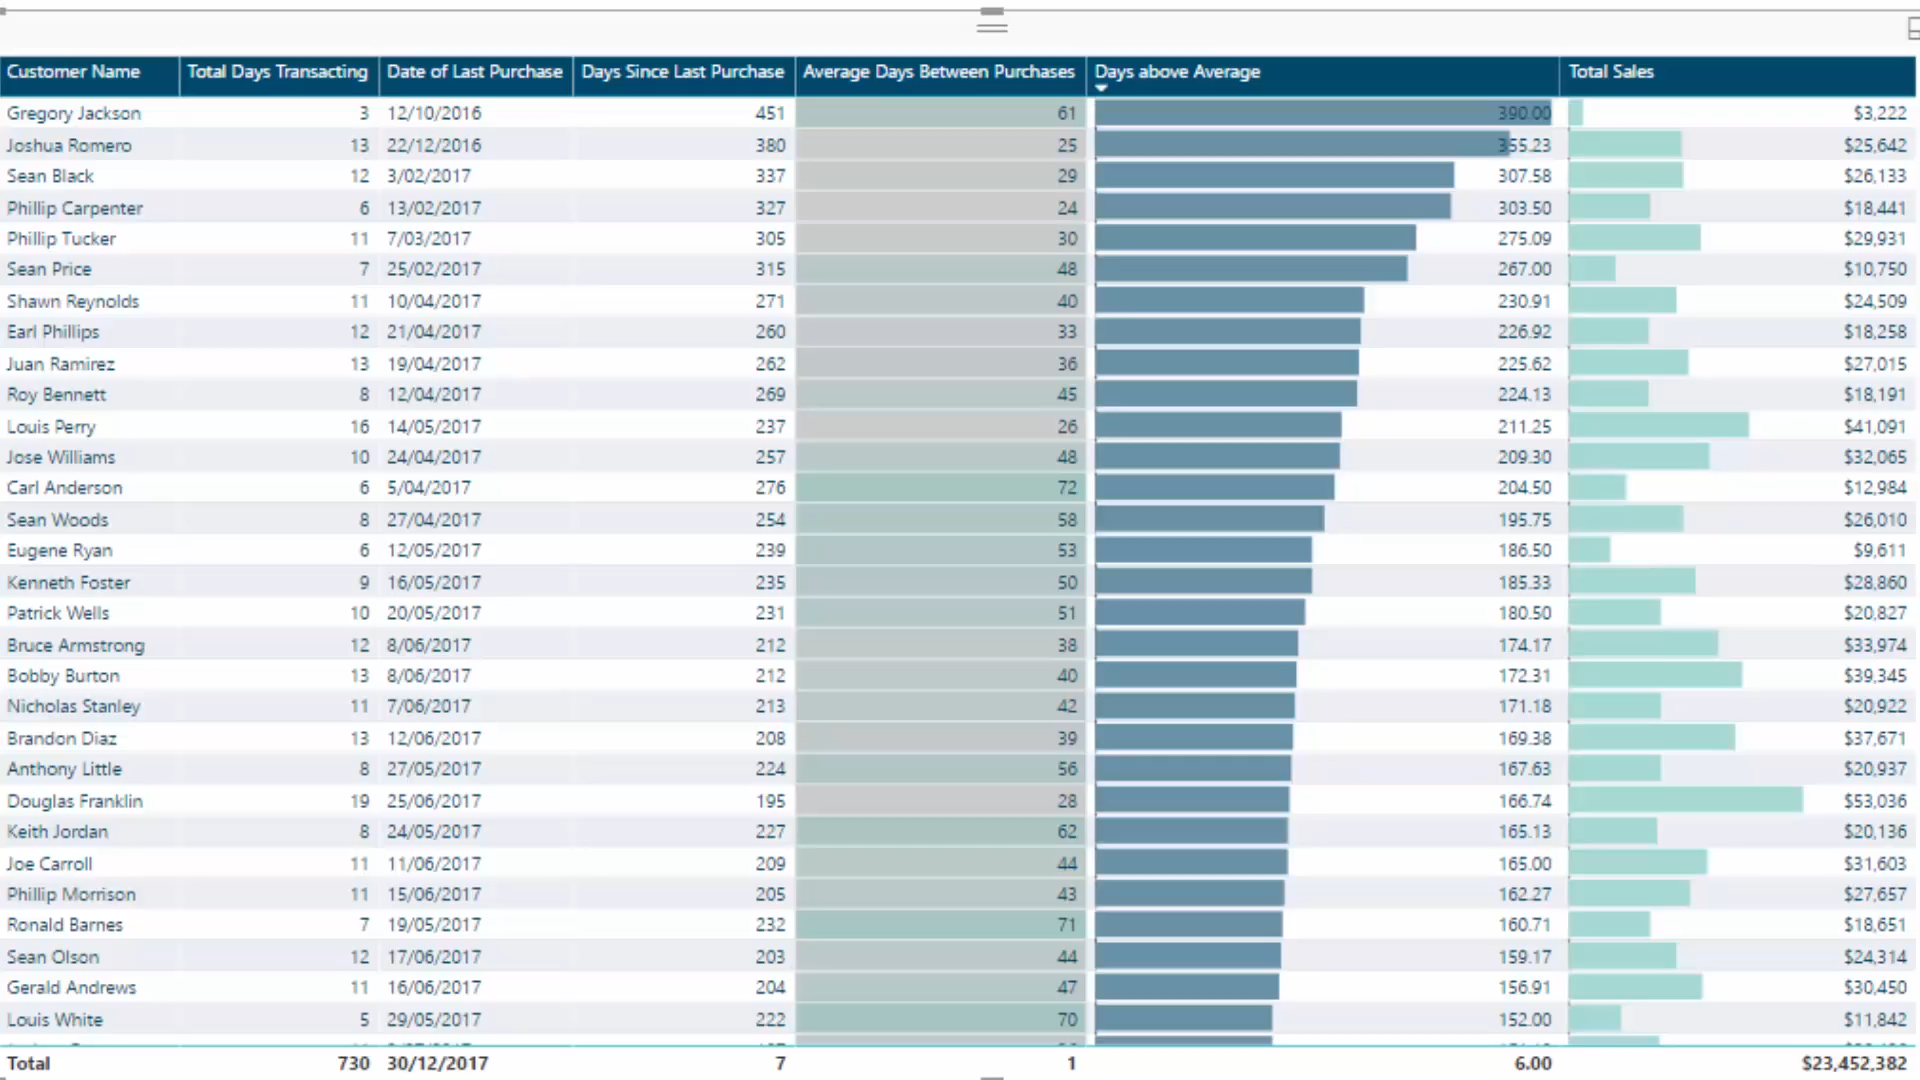 Customer Name Total Days Transacting Date of Last Purchase Days Since Last Purchase Average Days Between Purchases Days above Average Total Sales
Gregory Jackson 3 12/10/2016 451 61 390.00 $3,222
Joshua Romero 13 22/12/2016 380 25 355.23 $25,642
Sean Black 12 3/02/2017 337 29 307.58 $26,133
Phillip Carpenter 6 13/02/2017 327 24 303.50 $18,441
Phillip Tucker 11 7/03/2017 305 30 275.09 $29,931
Sean Price 7 25/02/2017 315 48 267.00 $10,750
Shawn Reynolds 11 10/04/2017 271 40 230.91 $24,509
Earl Phillips 12 21/04/2017 260 33 226.92 $18,258
Juan Ramirez 13 19/04/2017 262 36 225.62 $27,015
Roy Bennett 8 12/04/2017 269 45 224.13 $18,191
Louis Perry 16 14/05/2017 237 26 211.25 $41,091
Jose Williams 10 24/04/2017 257 48 209.30 $32,065
Carl Anderson 6 5/04/2017 276 72 204.50 $12,984
Sean Woods 8 27/04/2017 254 58 195.75 $26,010
Eugene Ryan 6 12/05/2017 239 53 186.50 $9,611
Kenneth Foster 9 16/05/2017 235 50 185.33 $28,860
Patrick Wells 10 20/05/2017 231 51 180.50 $20,827
Bruce Armstrong 12 8/06/2017 212 38 174.17 $33,974
Bobby Burton 13 8/06/2017 212 40 172.31 $39,345
Nicholas Stanley 11 7/06/2017 213 42 171.18 $20,922
Brandon Diaz 13 12/06/2017 208 39 169.38 $37,671
Anthony Little 8 27/05/2017 224 56 167.63 $20,937
Douglas Franklin 19 25/06/2017 195 28 166.74 $53,036
Keith Jordan 8 24/05/2017 227 62 165.13 $20,136
Joe Carroll 11 11/06/2017 209 44 165.00 $31,603
Phillip Morrison 11 15/06/2017 205 43 162.27 $27,657
Ronald Barnes 7 19/05/2017 232 71 160.71 $18,651
Sean Olson 12 17/06/2017 203 44 159.17 $24,314
Gerald Andrews 11 16/06/2017 204 47 156.91 $30,450
Louis White 5 29/05/2017 222 70 152.00 $11,842
Total 730 30/12/2017 7 1 6.00 $23,452,382